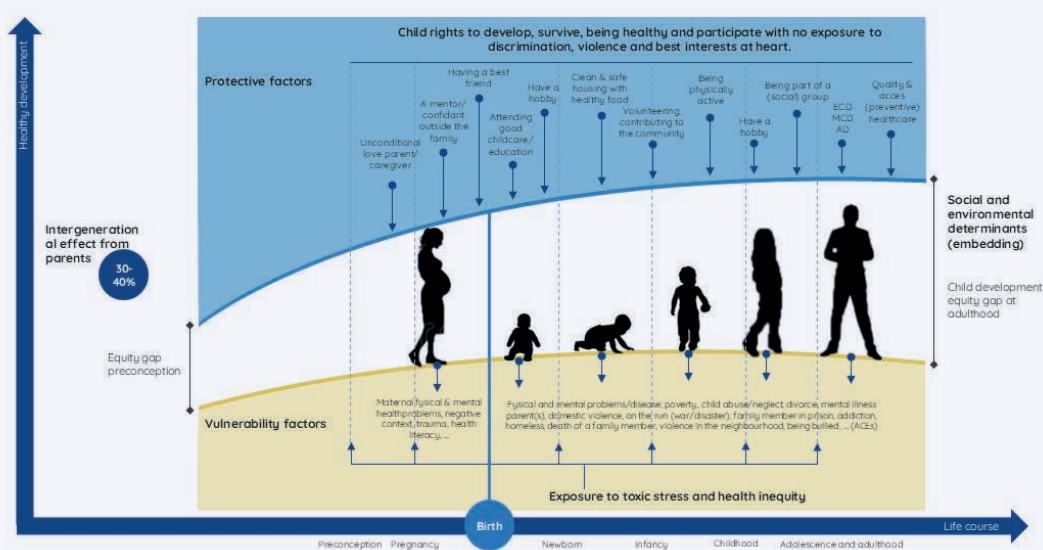 Healthy development
Child rights to develop, survive, being healthy and participate with no exposure to
discrimination, violence and best interests at heart.
Protective factors
Unconditional
love parent/
caregiver
A mentor/
confidant
outside the
family
Having a best
friend
Attending
good
childcare/
education
Have a
hobby
Clean & safe
housing with
healthy food
Volunteering,
contributing to
the community
Being
physically
active
Have a
hobby
Being part of a
(social) group
ECD
MCD
AD
Quality &
acces
(preventive)
healthcare
Intergeneration
al effect from
parents
30-
40%
Equity gap
preconception
Social and
environmental
determinants
(embedding)
Child development
equity gap at
adulthood
Vulnerability factors
Maternal fysical & mental
healthproblems, negative
context, trauma, health
literacy, ...
Fysical and mental problems/disease, poverty, child abuse/neglect, divorce, mental illness
parent(s), domestic violence, on the run (war/disaster), family member in prison, addiction,
homeless, death of a family member, violence in the neighbourhood, being bullied, ... (ACEs)
Exposure to toxic stress and health inequity
Birth
Life course
Preconception
Pregnancy
Newborn
Infancy
Childhood
Adolescence and adulthood